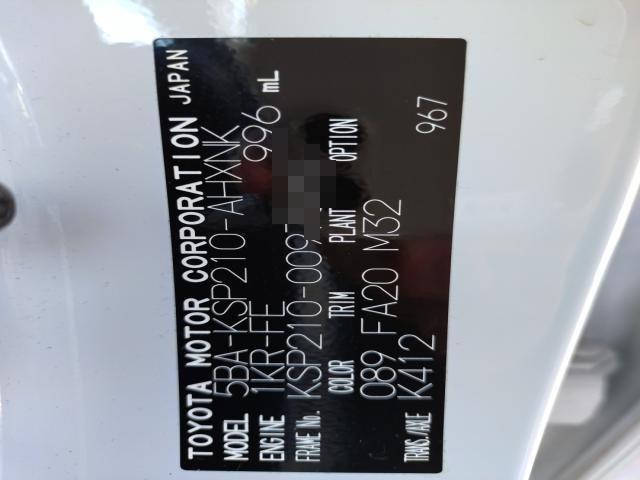 TOYOTA MOTOR CORPORATION JAPAN
MODEL 5BA-KSP210-AHXNK
ENGINE 1KR-FE 996 mL
FRAME No. KSP210-009
COLOR TRIM PLANT OPTION
089 FA20 M32
TRANS./AXLE K412 967